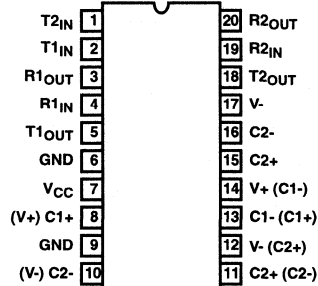 T2IN 1 20 R2OUT
T1IN 2 19 R2IN
R1OUT 3 18 T2OUT
R1IN 4 17 V-
T1OUT 5 16 C2-
GND 6 15 C2+
VCC 7 14 V+ (C1-)
(V+) C1+ 8 13 C1- (C1+)
GND 9 12 V- (C2+)
(V-) C2- 10 11 C2+ (C2-)